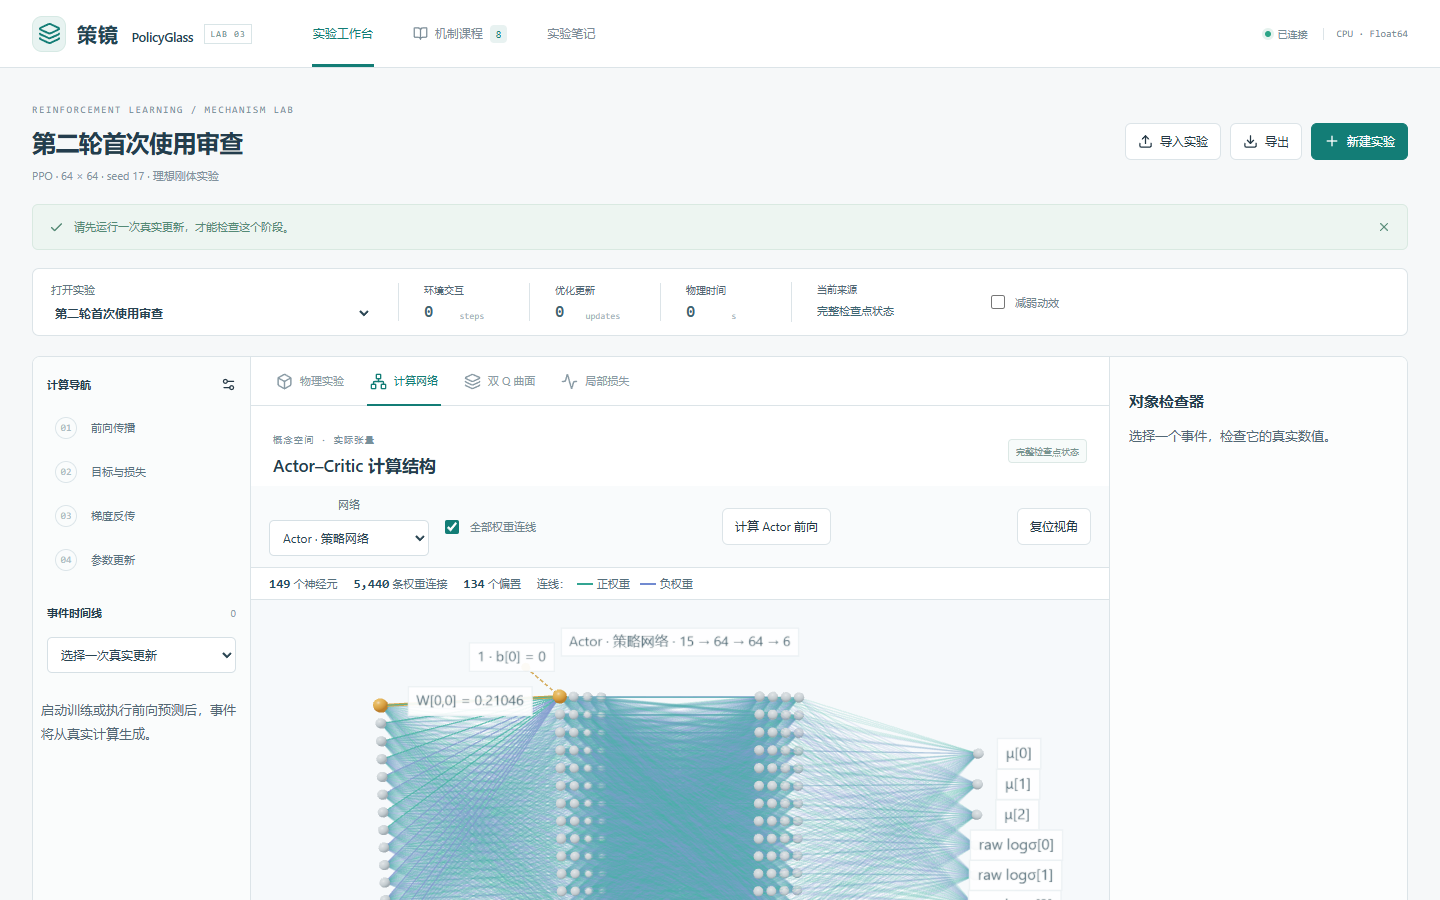 策镜 PolicyGlass LAB 03
实验工作台
机制课程 8
实验笔记
已连接
CPU · Float64
REINFORCEMENT LEARNING / MECHANISM LAB
第二轮首次使用审查
PPO · 64 × 64 · seed 17 · 理想刚体实验
导入实验
导出
新建实验
请先运行一次真实更新，才能检查这个阶段。
打开实验
第二轮首次使用审查
环境交互
0 steps
优化更新
0 updates
物理时间
0 s
当前来源
完整检查点状态
减弱动效
计算导航
01 前向传播
02 目标与损失
03 梯度反传
04 参数更新
事件时间线 0
选择一次真实更新
启动训练或执行前向预测后，事件
将从真实计算生成。
物理实验
计算网络
双 Q 曲面
局部损失
概念空间 · 实际张量
Actor–Critic 计算结构
完整检查点状态
网络
Actor · 策略网络
全部权重连线
计算 Actor 前向
复位视角
149 个神经元 5,440 条权重连接 134 个偏置 连线： 正权重 负权重
Actor · 策略网络 · 15 → 64 → 64 → 6
1 · b[0] = 0
W[0,0] = 0.21046
μ[0]
μ[1]
μ[2]
raw logσ[0]
raw logσ[1]
对象检查器
选择一个事件，检查它的真实数值。